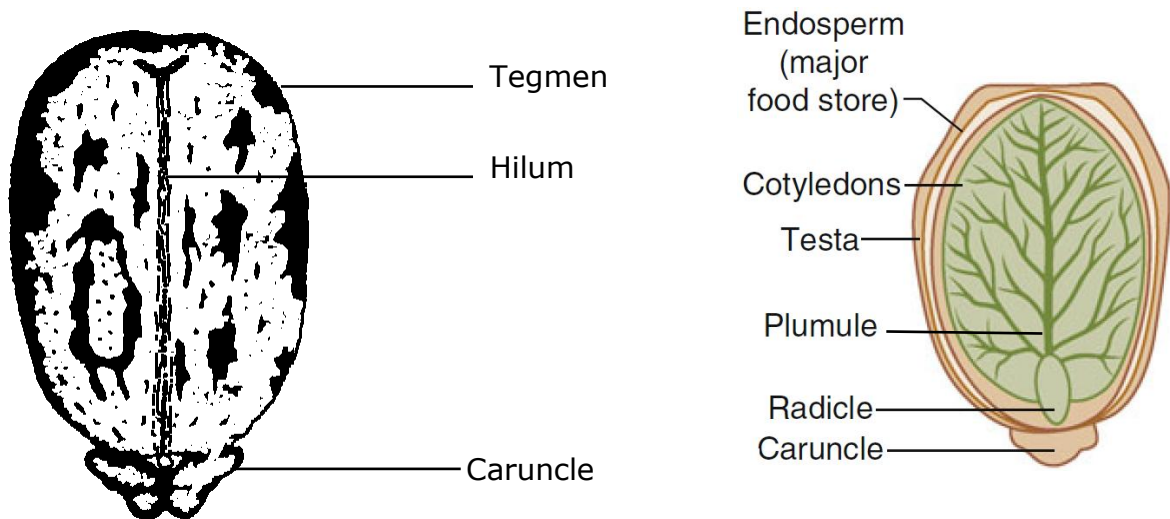 Tegmen
Hilum
Caruncle
Endosperm
(major
food store)
Cotyledons
Testa
Plumule
Radicle
Caruncle